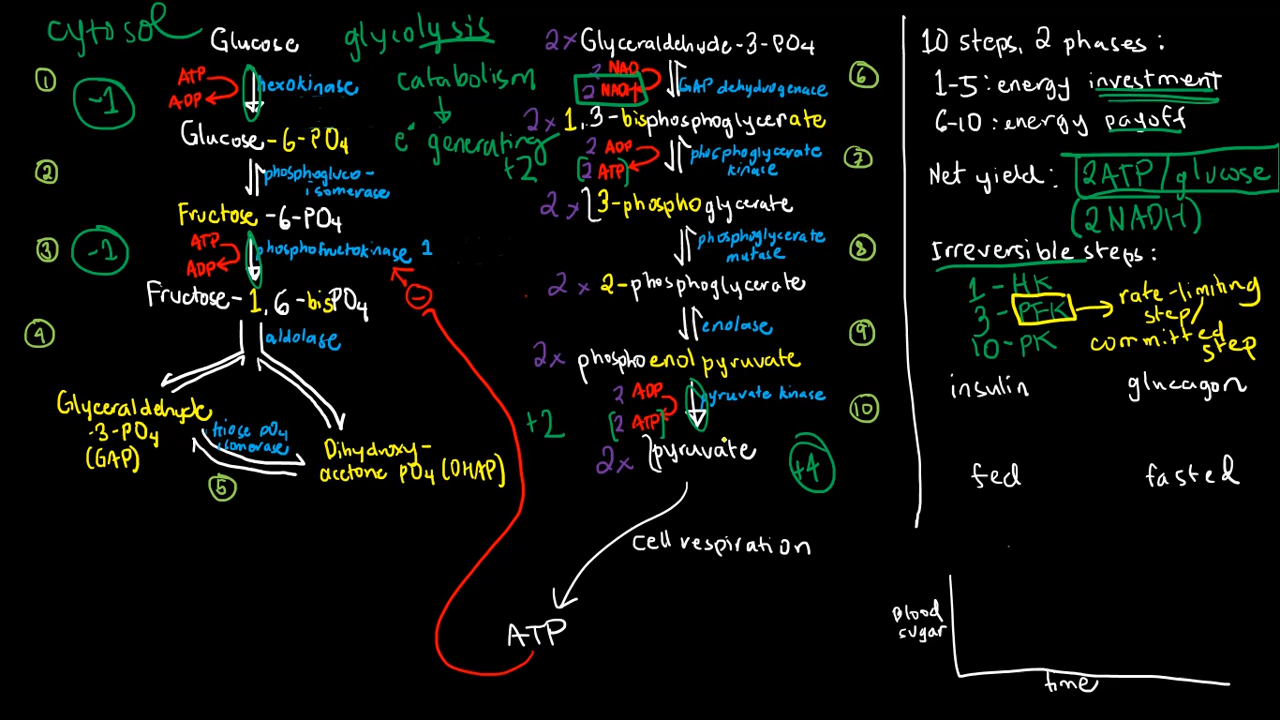 cytosol
glycolysis
catabolism
e⁻ generating
Glucose
1
-1
ATP
ADP
hexokinase
Glucose-6-PO4
2
phosphogluco-
isomerase
Fructose-6-PO4
3
-1
ATP
ADP
phosphofructokinase 1
Fructose-1,6-bisPO4
4
aldolase
Glyceraldehyde
-3-PO4
(GAP)
triose PO4
isomerase
Dihydroxy-
acetone PO4 (DHAP)
5
2x Glyceraldehyde-3-PO4
2 NAD
2 NADH
GAP dehydrogenace
6
2x 1,3-bisphosphoglycerate
+2
2 ADP
[2 ATP]
phosphoglycerate
kinase
7
2x 3-phosphoglycerate
phosphoglycerate
mutase
8
2x 2-phosphoglycerate
enolase
9
2x phosphoenol pyruvate
+2
2 ADP
[2 ATP]
pyruvate kinase
10
2x pyruvate
+4
cell respiration
ATP
-
10 steps, 2 phases:
1-5: energy investment
6-10: energy payoff
Net yield: 2ATP/glucose
(2NADH)
Irreversible steps:
1-HK
3-PFK
10-PK
rate-limiting
step/
committed
step
insulin
glucagon
fed
fasted
Blood
sugar
time